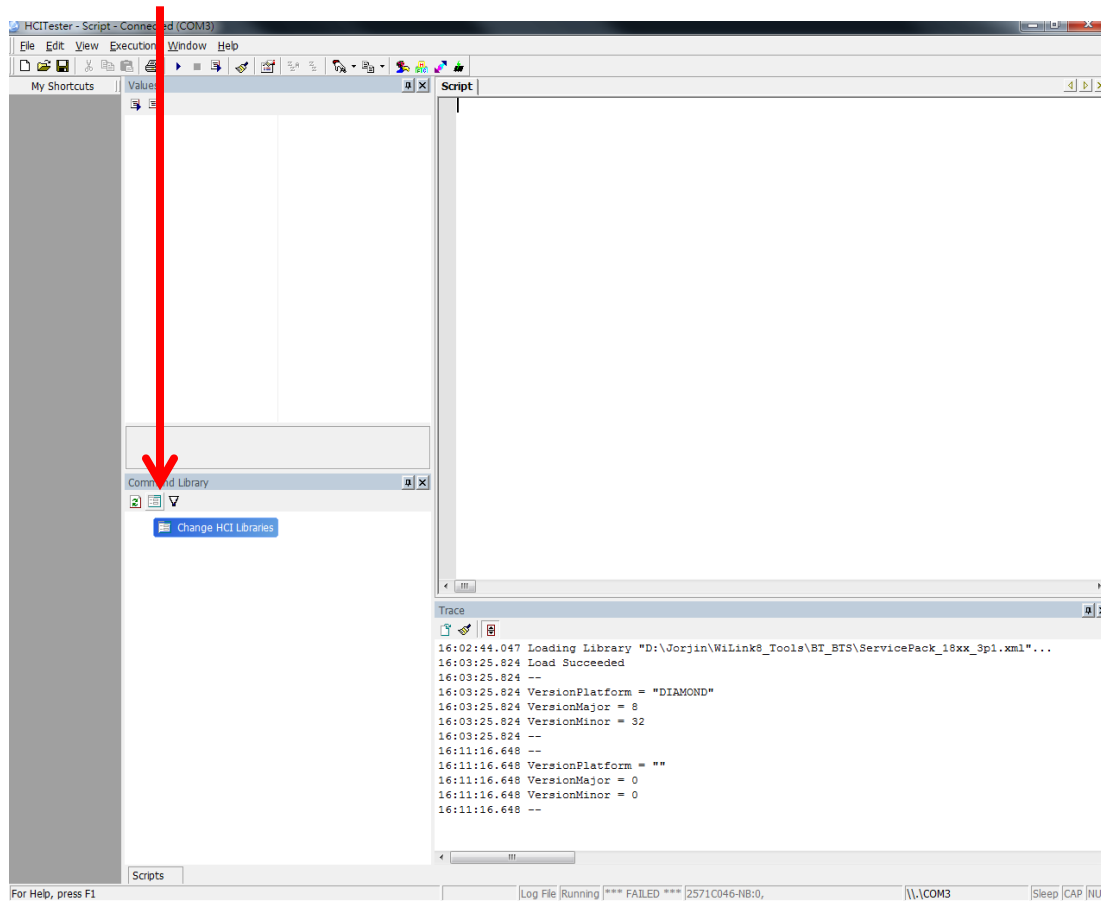 HCITester - Script - Connected (COM3)
File Edit View Execution Window Help
My Shortcuts
Values
Script
Command Library
Change HCI Libraries
Trace
16:02:44.047 Loading Library "D:\Jorjin\WiLink8_Tools\BT_BTS\ServicePack_18xx_3p1.xml"...
16:03:25.824 Load Succeeded
16:03:25.824 --
16:03:25.824 VersionPlatform = "DIAMOND"
16:03:25.824 VersionMajor = 8
16:03:25.824 VersionMinor = 32
16:03:25.824 --
16:11:16.648 --
16:11:16.648 VersionPlatform = ""
16:11:16.648 VersionMajor = 0
16:11:16.648 VersionMinor = 0
16:11:16.648 --
Scripts
For Help, press F1 Log File Running *** FAILED *** 2571C046-NB:0, \\.\COM3 Sleep CAP NU